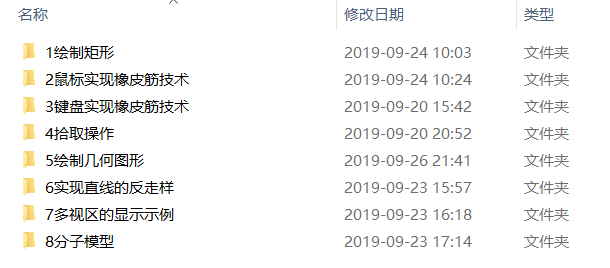 名称 修改日期 类型
1绘制矩形 2019-09-24 10:03 文件夹
2鼠标实现橡皮筋技术 2019-09-24 10:24 文件夹
3键盘实现橡皮筋技术 2019-09-20 15:42 文件夹
4拾取操作 2019-09-20 20:52 文件夹
5绘制几何图形 2019-09-26 21:41 文件夹
6实现直线的反走样 2019-09-23 15:57 文件夹
7多视区的显示示例 2019-09-23 16:18 文件夹
8分子模型 2019-09-23 17:14 文件夹